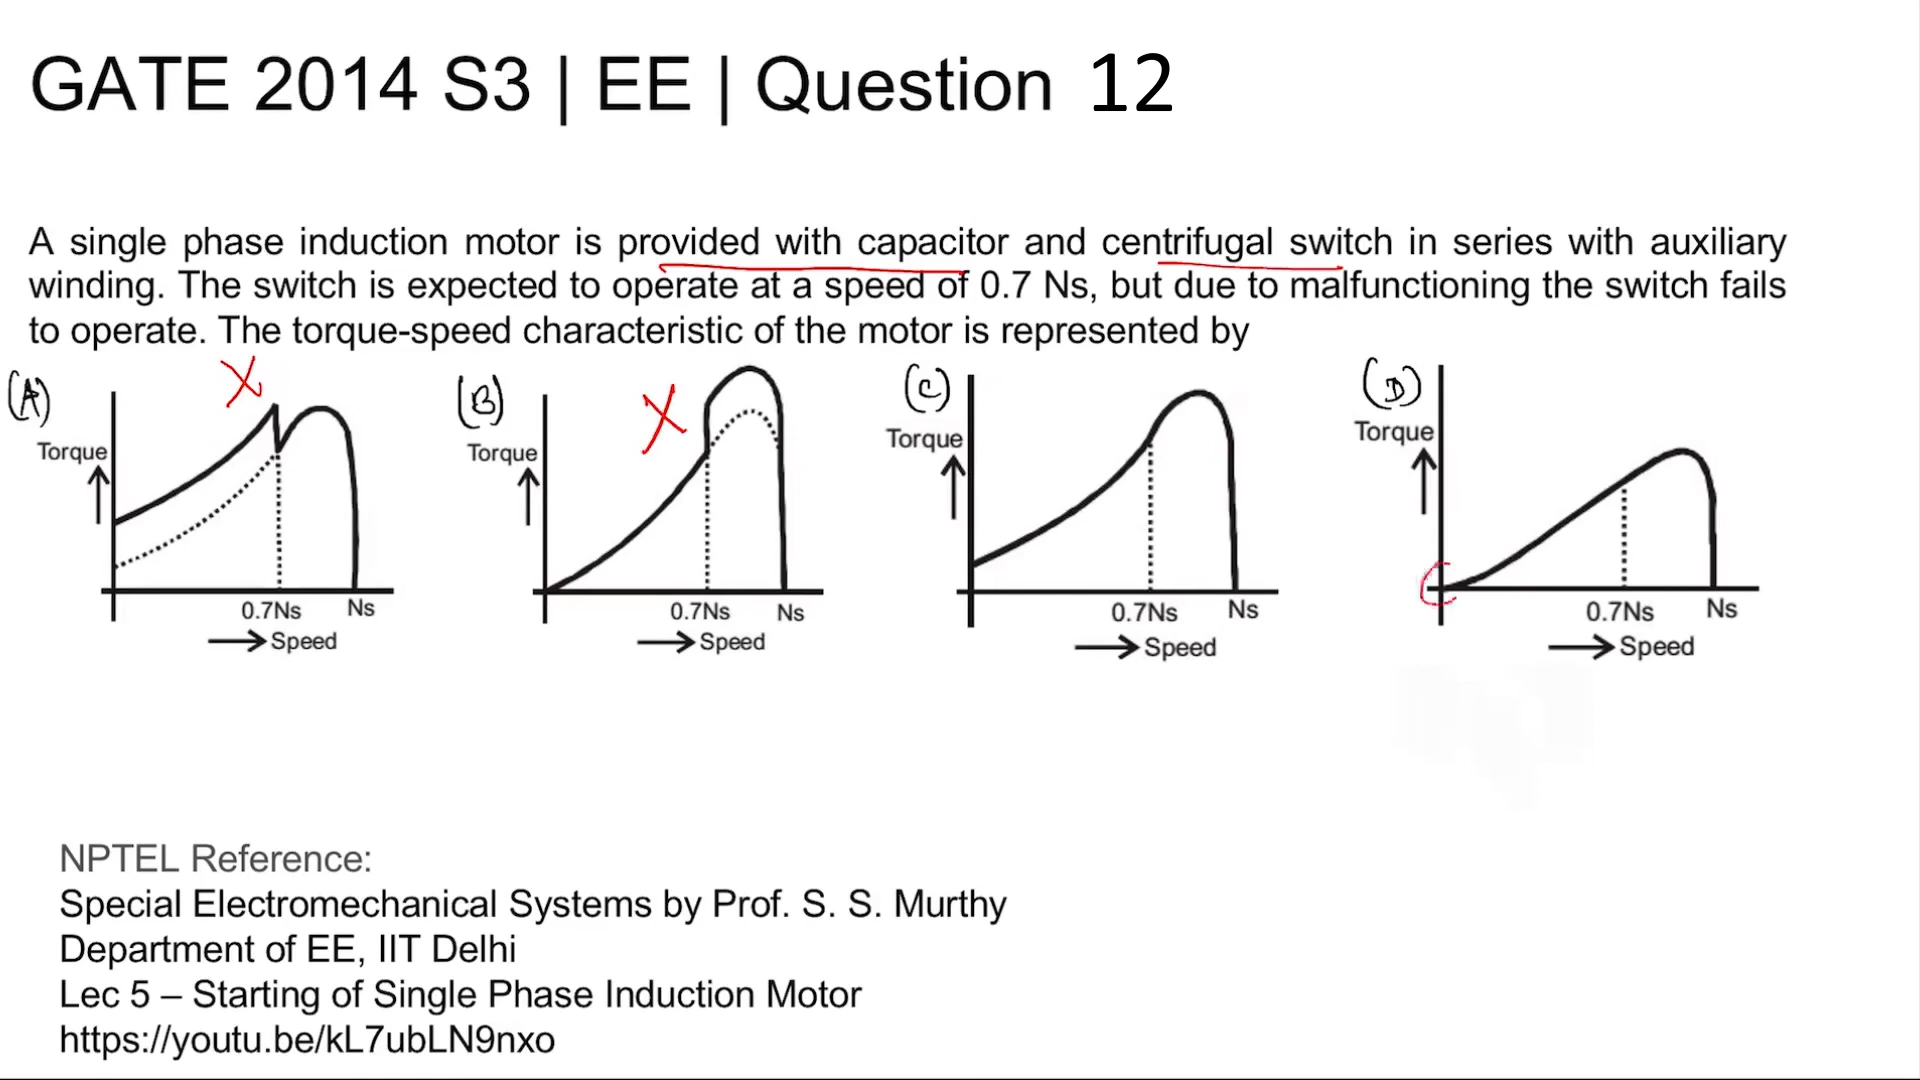 GATE 2014 S3 | EE | Question 12
A single phase induction motor is provided with capacitor and centrifugal switch in series with auxiliary
winding. The switch is expected to operate at a speed of 0.7 Ns, but due to malfunctioning the switch fails
to operate. The torque-speed characteristic of the motor is represented by
(A)
Torque
0.7Ns Ns
Speed
(B)
Torque
0.7Ns Ns
Speed
(C)
Torque
0.7Ns Ns
Speed
(D)
Torque
0.7Ns Ns
Speed
NPTEL Reference:
Special Electromechanical Systems by Prof. S. S. Murthy
Department of EE, IIT Delhi
Lec 5 – Starting of Single Phase Induction Motor
https://youtu.be/kL7ubLN9nxo